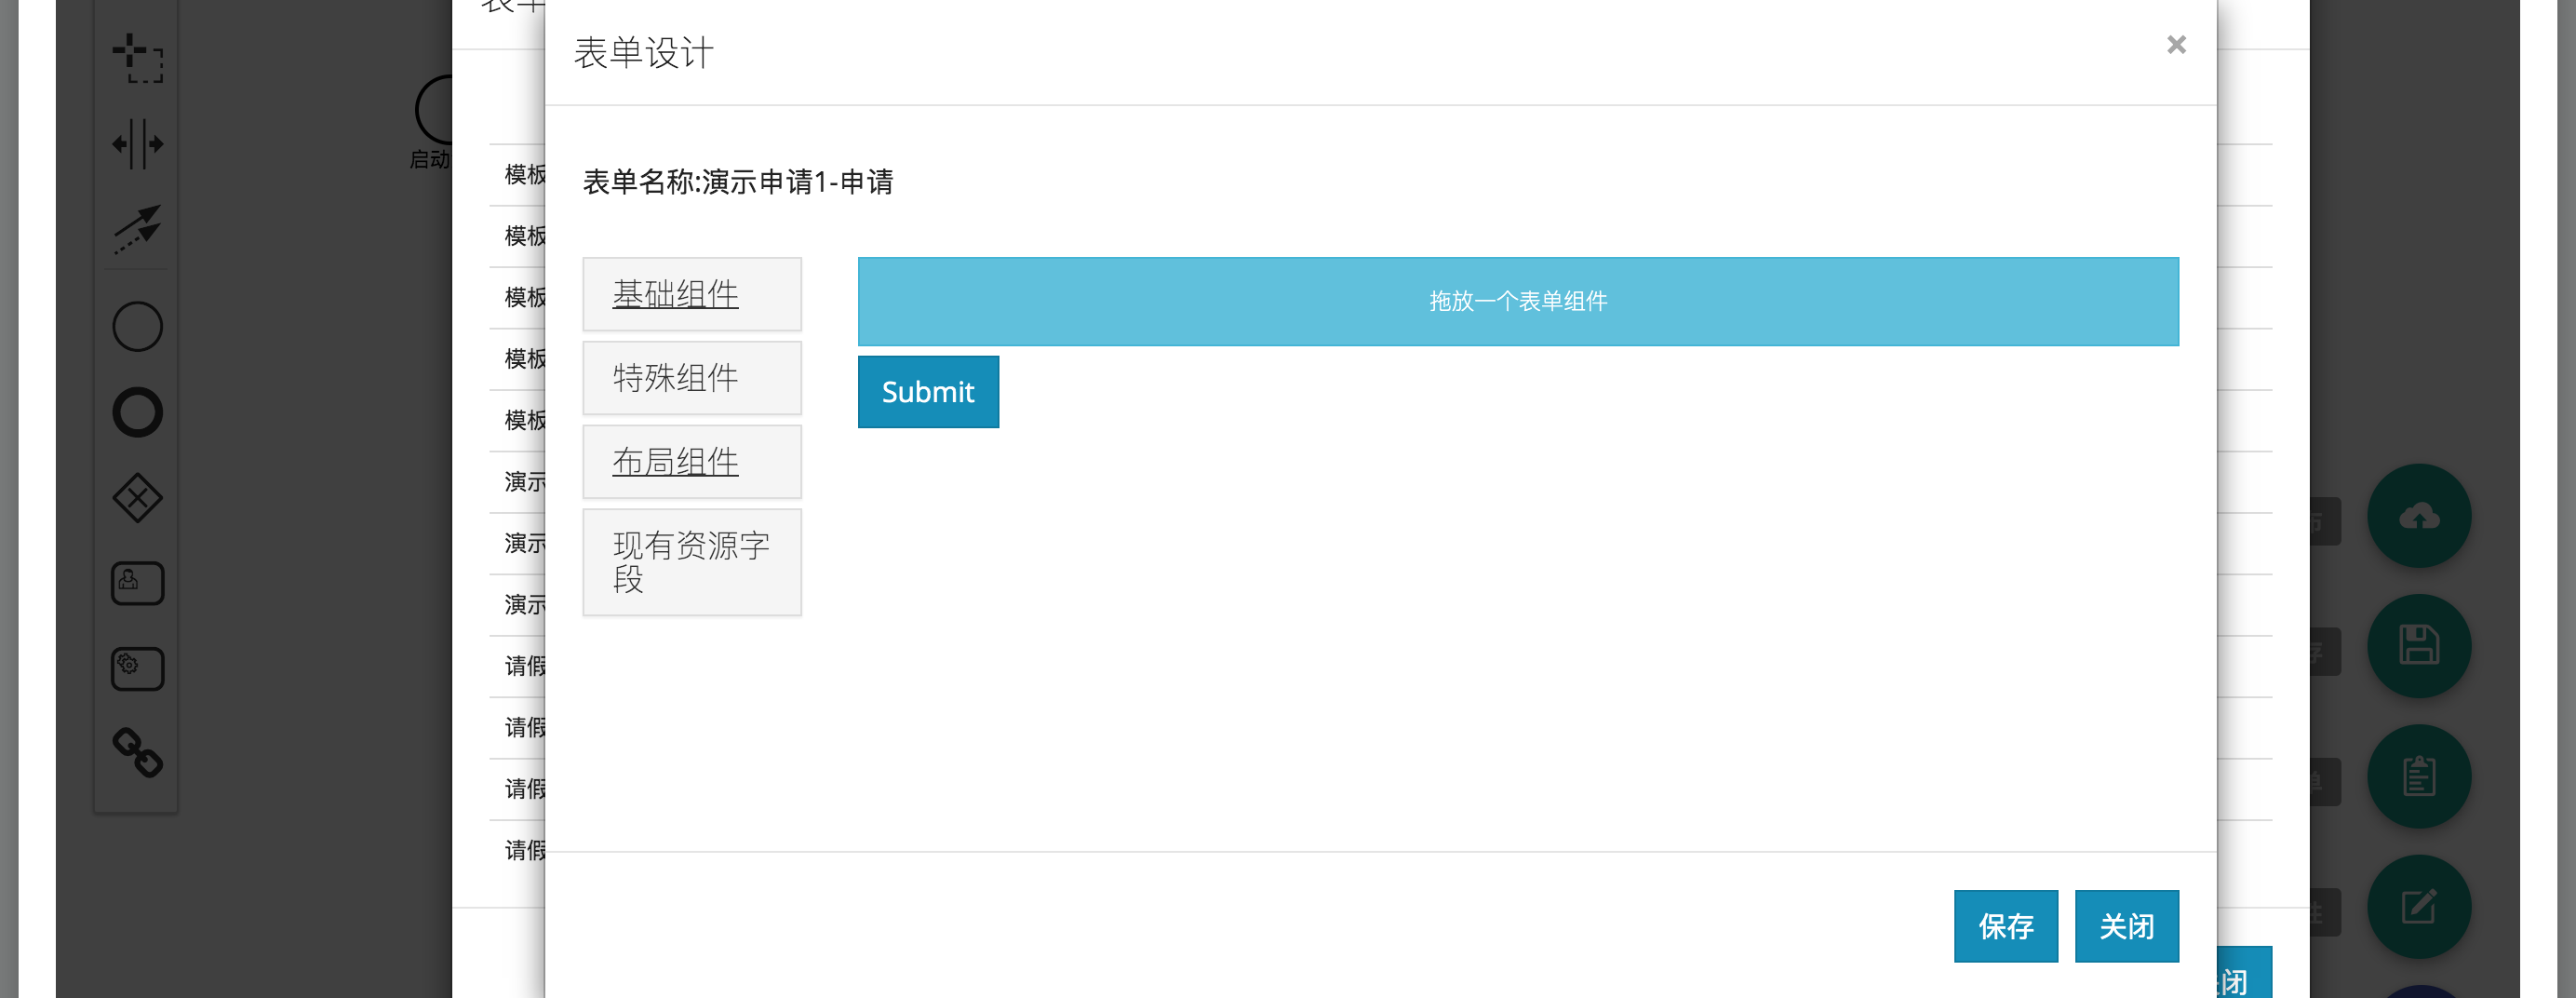 表单设计
×
表单名称:演示申请1-申请
基础组件
特殊组件
布局组件
现有资源字
段
拖放一个表单组件
Submit
保存
关闭
启动
模板
模板
模板
模板
模板
演示
演示
演示
请假
请假
请假
请假
闭